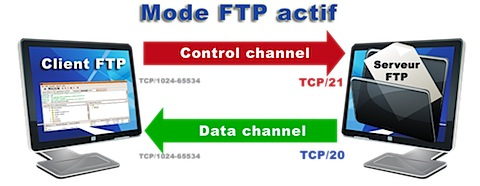 Mode FTP actif
Control channel
Client FTP
Serveur
FTP
TCP/1024-65534
TCP/21
Data channel
TCP/1024-65534
TCP/20